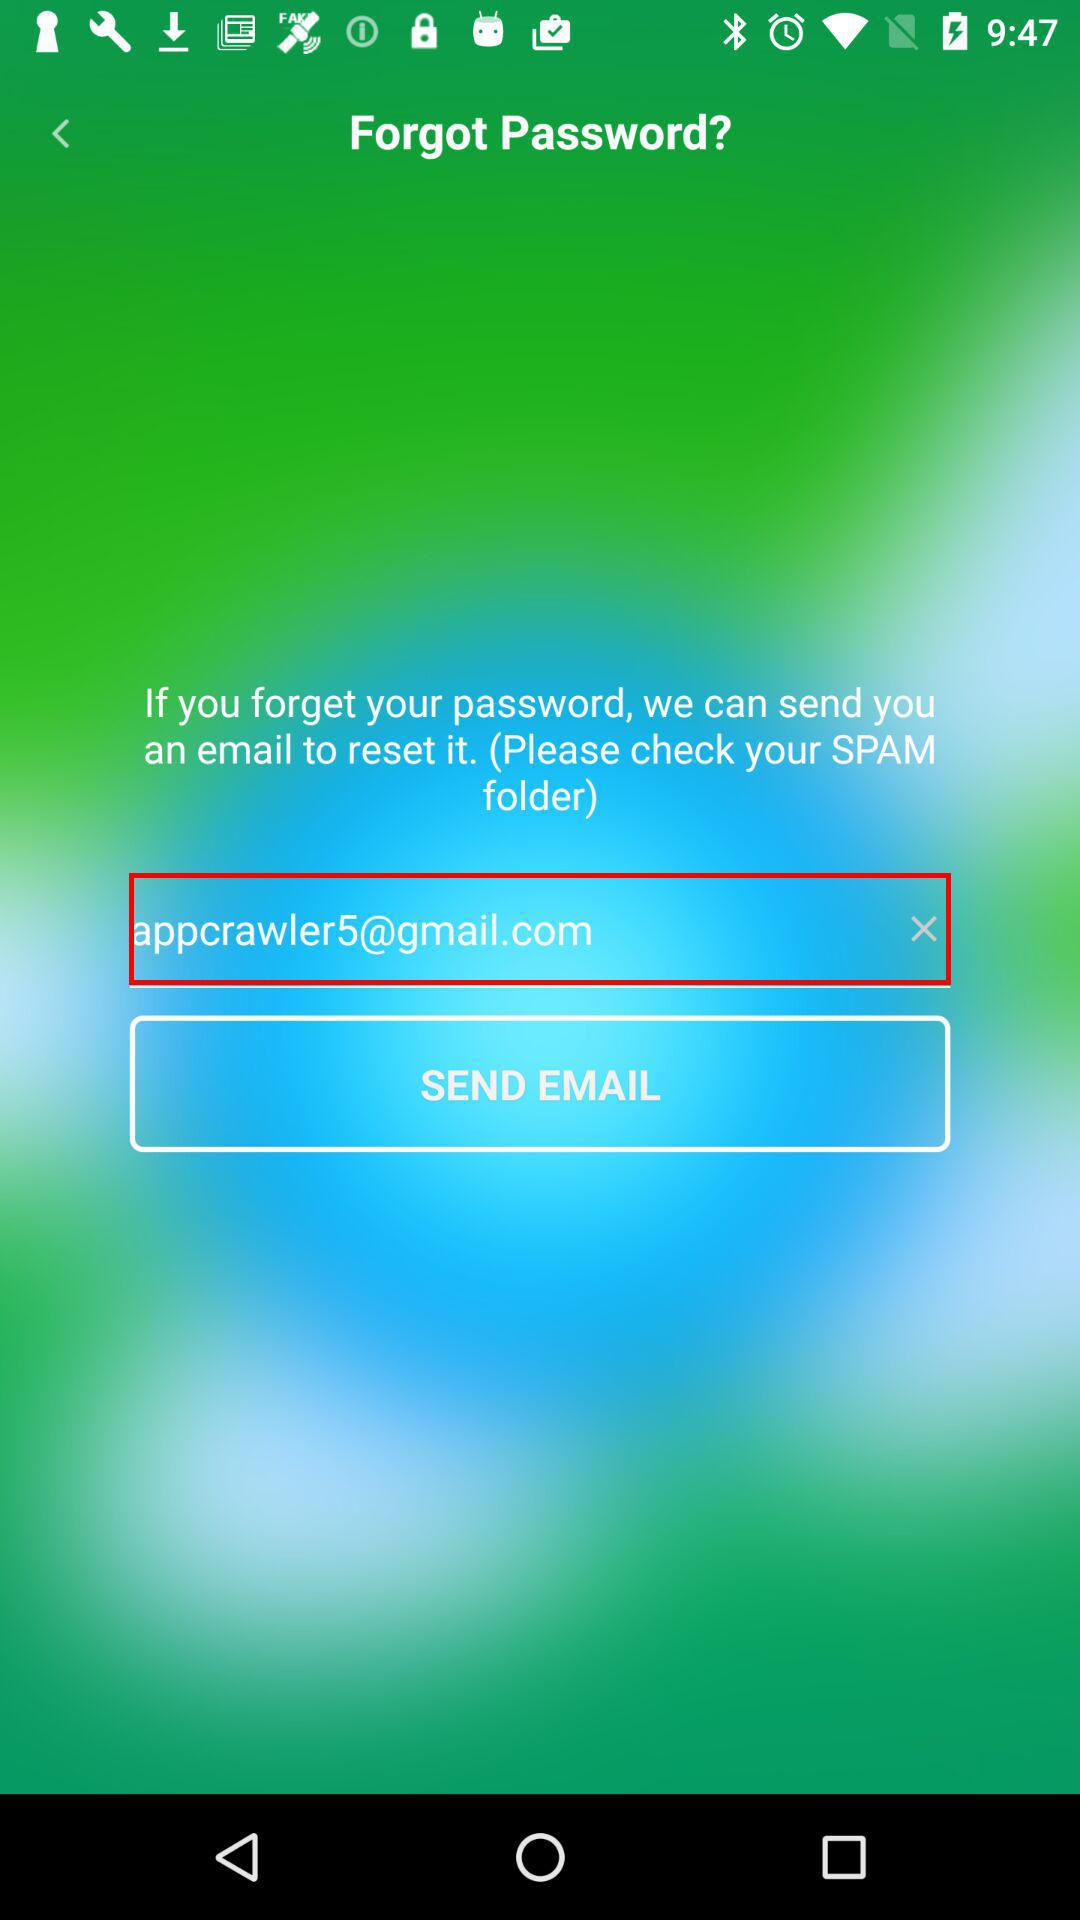 FAKE
9:47
Forgot Password?
If you forget your password, we can send you
an email to reset it. (Please check your SPAM
folder)
appcrawler5@gmail.com
SEND EMAIL